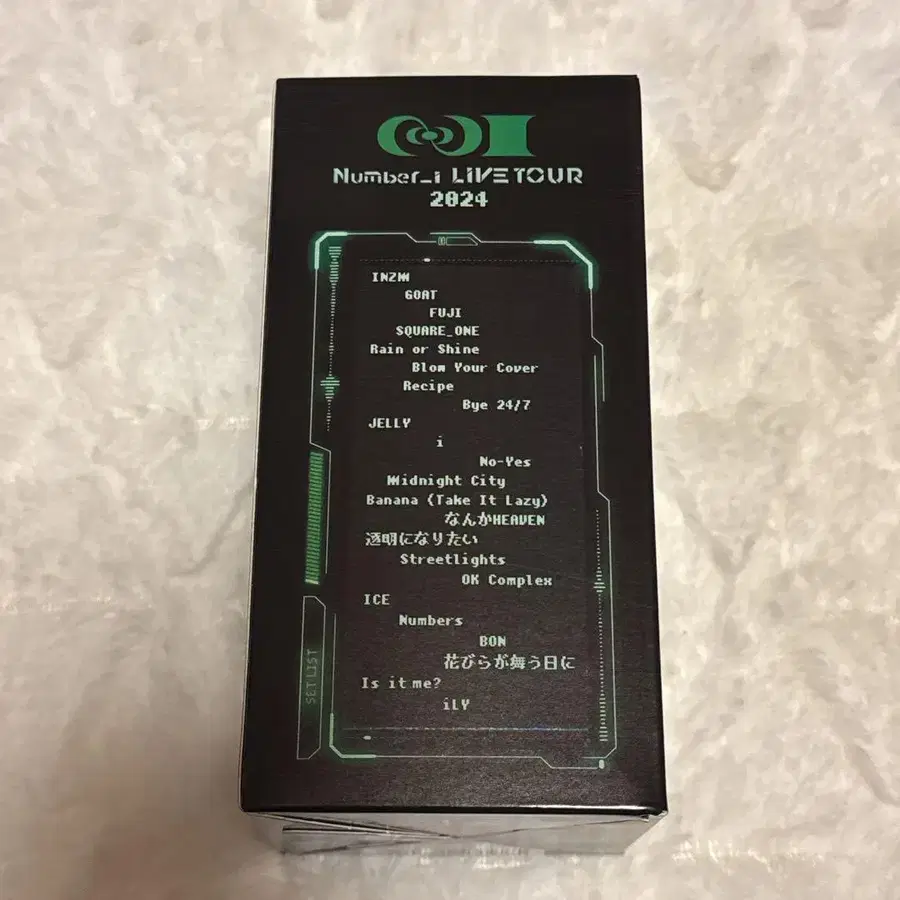 Number_i LIVE TOUR
2024
INZM
GOAT
FUJI
SQUARE_ONE
Rain or Shine
Blow Your Cover
Recipe
Bye 24/7
JELLY
i
No-Yes
Midnight City
Banana (Take It Lazy)
なんかHEAVEN
透明になりたい
Streetlights
OK Complex
ICE
Numbers
BON
花びらが舞う日に
Is it me?
iLY
SET LIST